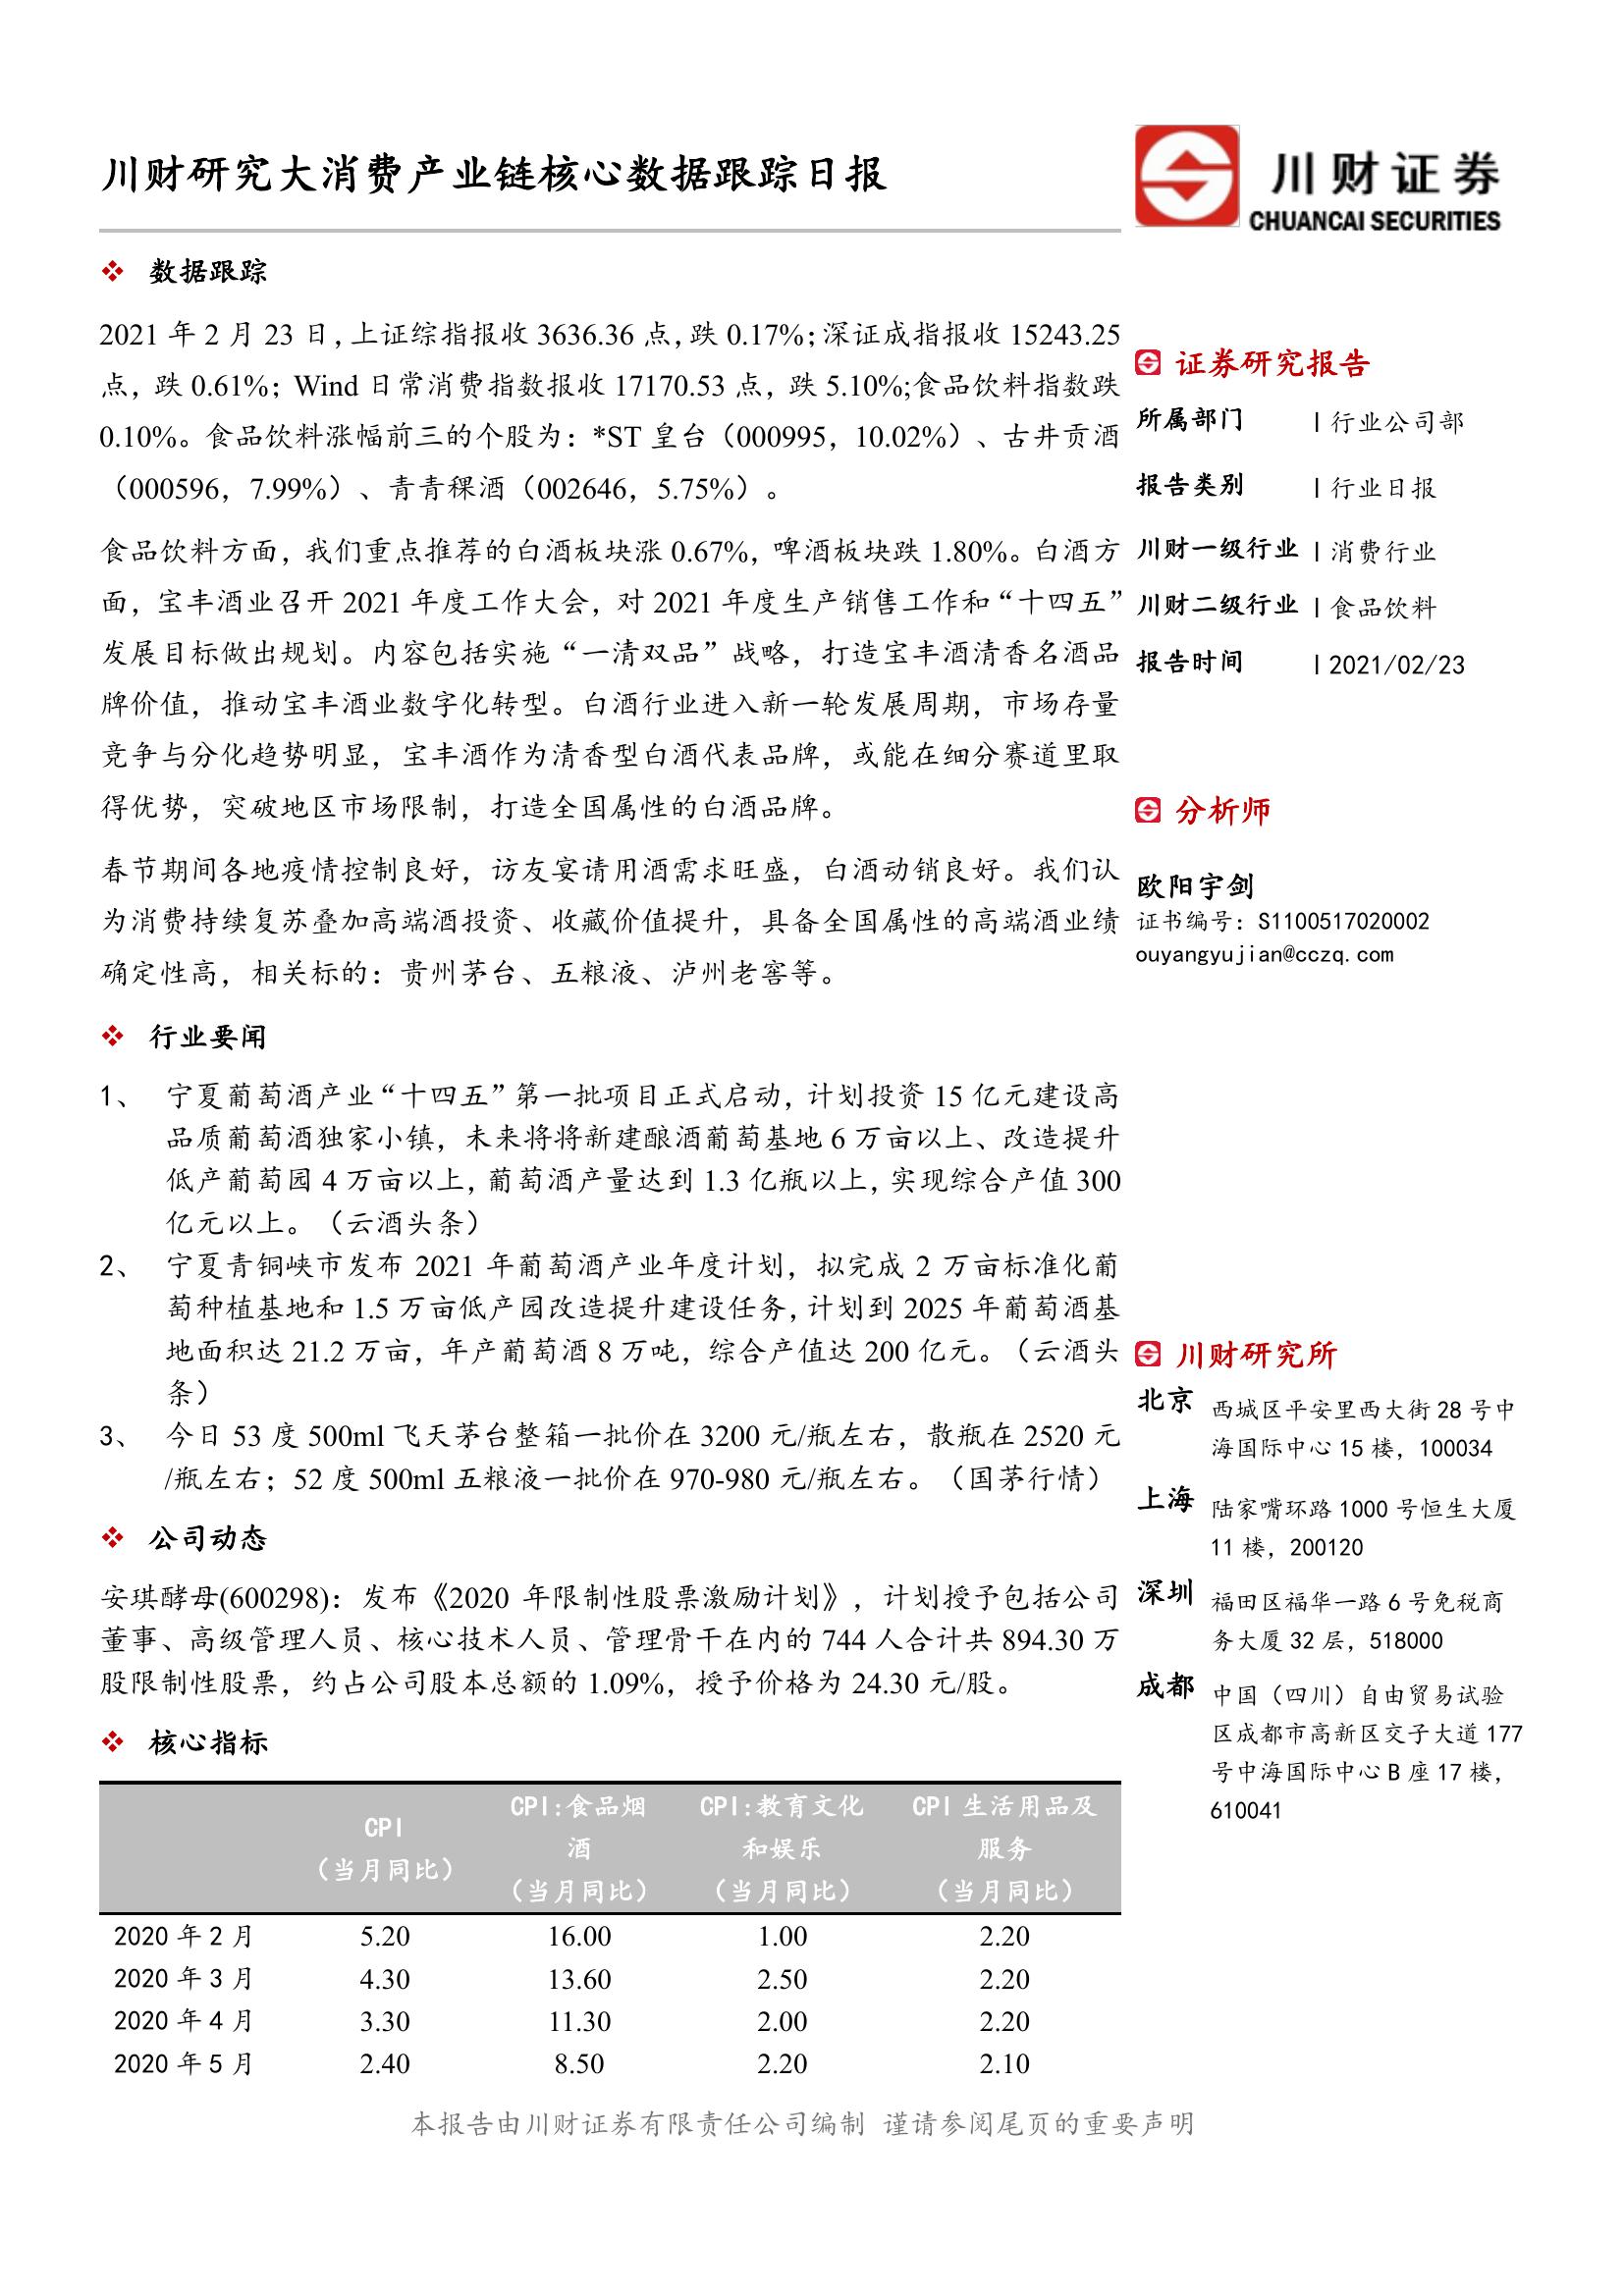 川财研究大消费产业链核心数据跟踪日报
川财证券
CHUANCAI SECURITIES
数据跟踪
2021 年 2 月 23 日,上证综指报收 3636.36 点,跌 0.17%;深证成指报收 15243.25
点，跌 0.61%；Wind 日常消费指数报收 17170.53 点，跌 5.10%;食品饮料指数跌
0.10%。食品饮料涨幅前三的个股为：*ST 皇台（000995，10.02%）、古井贡酒
（000596，7.99%）、青青稞酒（002646，5.75%）。
食品饮料方面，我们重点推荐的白酒板块涨 0.67%，啤酒板块跌 1.80%。白酒方
面，宝丰酒业召开 2021 年度工作大会，对 2021 年度生产销售工作和“十四五”
发展目标做出规划。内容包括实施“一清双品”战略，打造宝丰酒清香名酒品
牌价值，推动宝丰酒业数字化转型。白酒行业进入新一轮发展周期，市场存量
竞争与分化趋势明显，宝丰酒作为清香型白酒代表品牌，或能在细分赛道里取
得优势，突破地区市场限制，打造全国属性的白酒品牌。
春节期间各地疫情控制良好，访友宴请用酒需求旺盛，白酒动销良好。我们认
为消费持续复苏叠加高端酒投资、收藏价值提升，具备全国属性的高端酒业绩
确定性高，相关标的：贵州茅台、五粮液、泸州老窖等。
行业要闻
1、 宁夏葡萄酒产业“十四五”第一批项目正式启动，计划投资 15 亿元建设高
品质葡萄酒独家小镇，未来将将新建酿酒葡萄基地 6 万亩以上、改造提升
低产葡萄园 4 万亩以上，葡萄酒产量达到 1.3 亿瓶以上，实现综合产值 300
亿元以上。（云酒头条）
2、 宁夏青铜峡市发布 2021 年葡萄酒产业年度计划，拟完成 2 万亩标准化葡
萄种植基地和 1.5 万亩低产园改造提升建设任务，计划到 2025 年葡萄酒基
地面积达 21.2 万亩，年产葡萄酒 8 万吨，综合产值达 200 亿元。（云酒头
条）
3、 今日 53 度 500ml 飞天茅台整箱一批价在 3200 元/瓶左右，散瓶在 2520 元
/瓶左右；52 度 500ml 五粮液一批价在 970-980 元/瓶左右。（国茅行情）
公司动态
安琪酵母(600298)：发布《2020 年限制性股票激励计划》，计划授予包括公司
董事、高级管理人员、核心技术人员、管理骨干在内的 744 人合计共 894.30 万
股限制性股票，约占公司股本总额的 1.09%，授予价格为 24.30 元/股。
核心指标
CPI
（当月同比）
CPI:食品烟
酒
（当月同比）
CPI:教育文化
和娱乐
（当月同比）
CPI 生活用品及
服务
（当月同比）
2020 年 2 月 5.20 16.00 1.00 2.20
2020 年 3 月 4.30 13.60 2.50 2.20
2020 年 4 月 3.30 11.30 2.00 2.20
2020 年 5 月 2.40 8.50 2.20 2.10
证券研究报告
所属部门 | 行业公司部
报告类别 | 行业日报
川财一级行业 | 消费行业
川财二级行业 | 食品饮料
报告时间 | 2021/02/23
分析师
欧阳宇剑
证书编号：S1100517020002
ouyangyujian@cczq.com
川财研究所
北京 西城区平安里西大街 28 号中
海国际中心 15 楼，100034
上海 陆家嘴环路 1000 号恒生大厦
11 楼，200120
深圳 福田区福华一路 6 号免税商
务大厦 32 层，518000
成都 中国（四川）自由贸易试验
区成都市高新区交子大道 177
号中海国际中心 B 座 17 楼，
610041
本报告由川财证券有限责任公司编制 谨请参阅尾页的重要声明